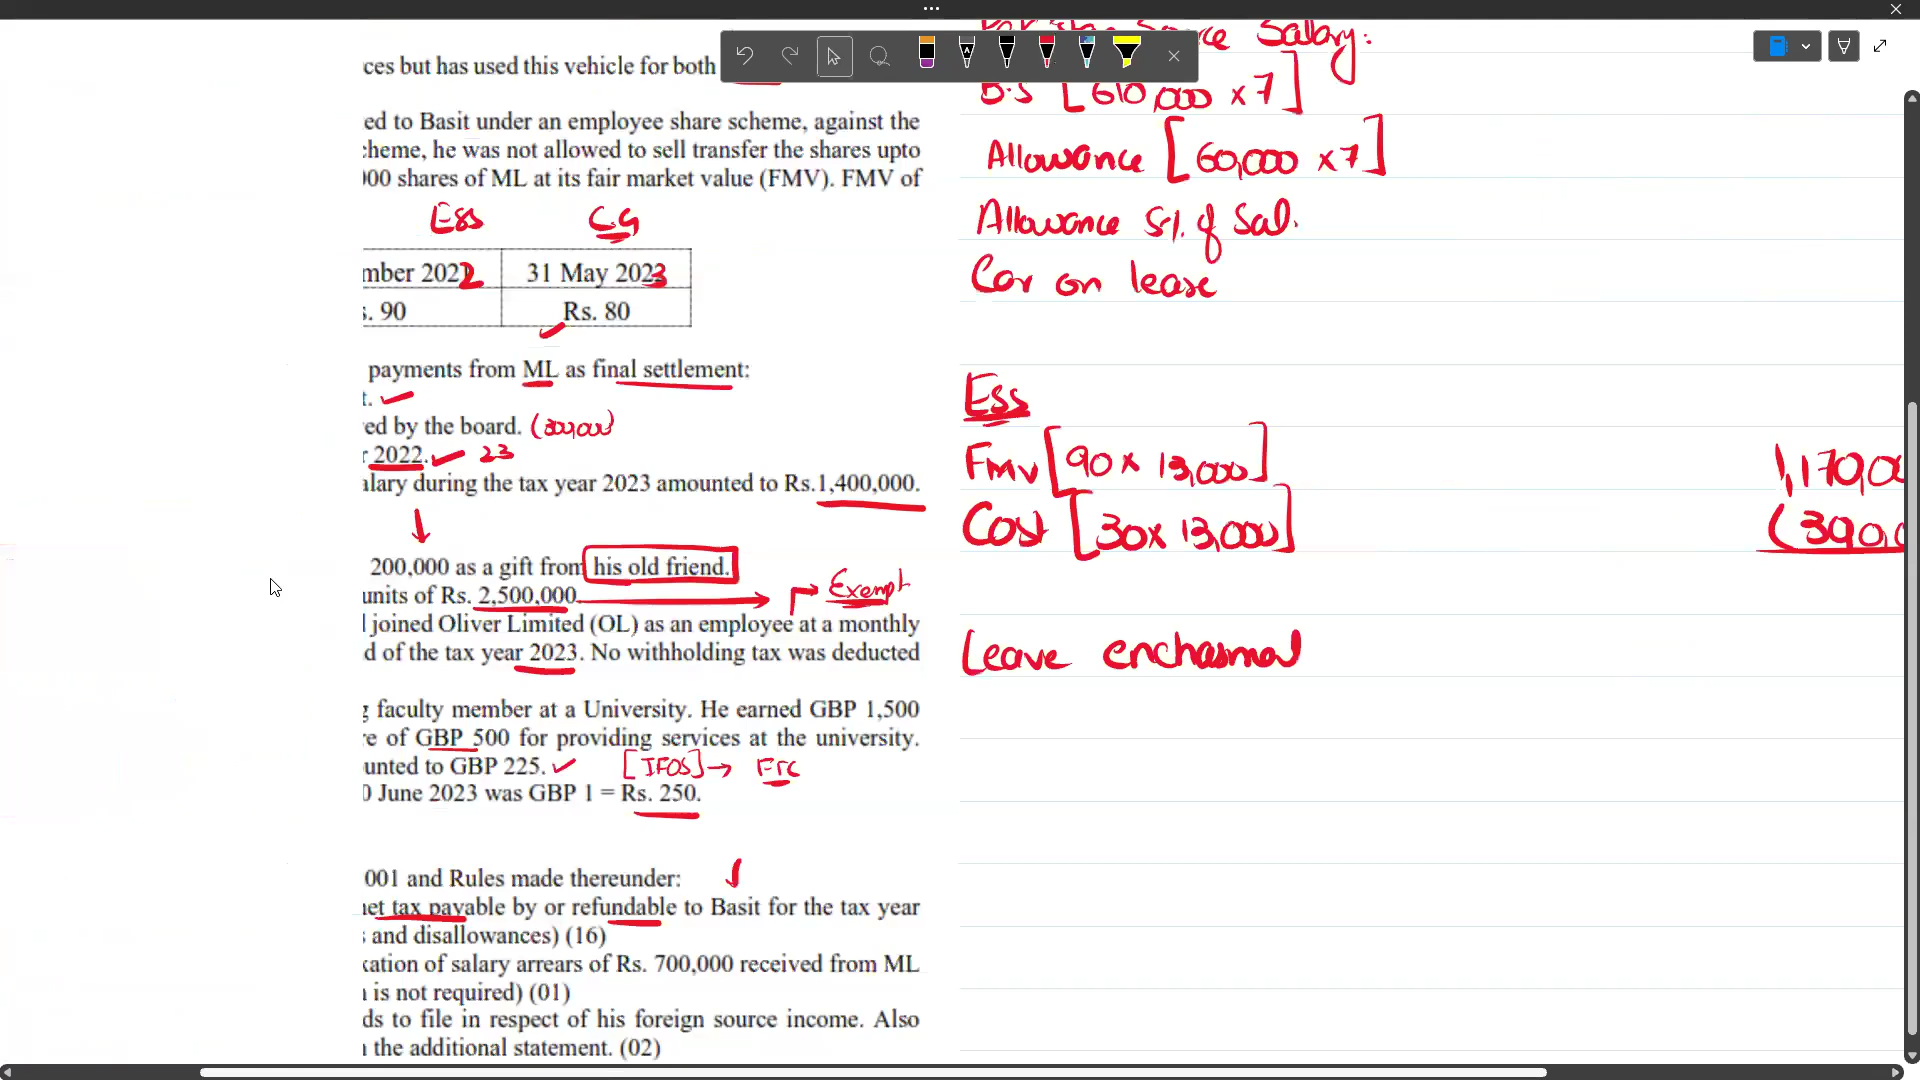 ces but has used this vehicle for both
ed to Basit under an employee share scheme, against the
cheme, he was not allowed to sell transfer the shares upto
000 shares of ML at its fair market value (FMV). FMV of
ESS C.G
mber 2022 31 May 2023
s. 90 Rs. 80
payments from ML as final settlement:
t.
ed by the board. (300,000)
r 2022. 23
alary during the tax year 2023 amounted to Rs.1,400,000.
200,000 as a gift from his old friend.
units of Rs. 2,500,000 Exempt
joined Oliver Limited (OL) as an employee at a monthly
d of the tax year 2023. No withholding tax was deducted
g faculty member at a University. He earned GBP 1,500
re of GBP 500 for providing services at the university.
unted to GBP 225. [IFOS] → FTC
0 June 2023 was GBP 1 = Rs. 250.
001 and Rules made thereunder:
net tax payable by or refundable to Basit for the tax year
s and disallowances) (16)
xation of salary arrears of Rs. 700,000 received from ML
n is not required) (01)
ds to file in respect of his foreign source income. Also
n the additional statement. (02)
Salary:
B.S [610,000 x 7]
Allowance [60,000 x 7]
Allowance 5% of Sal.
Car on lease
ESS
FMV [90 x 13,000] 1,170,00
Cost [30 x 13,000] (390,0
Leave